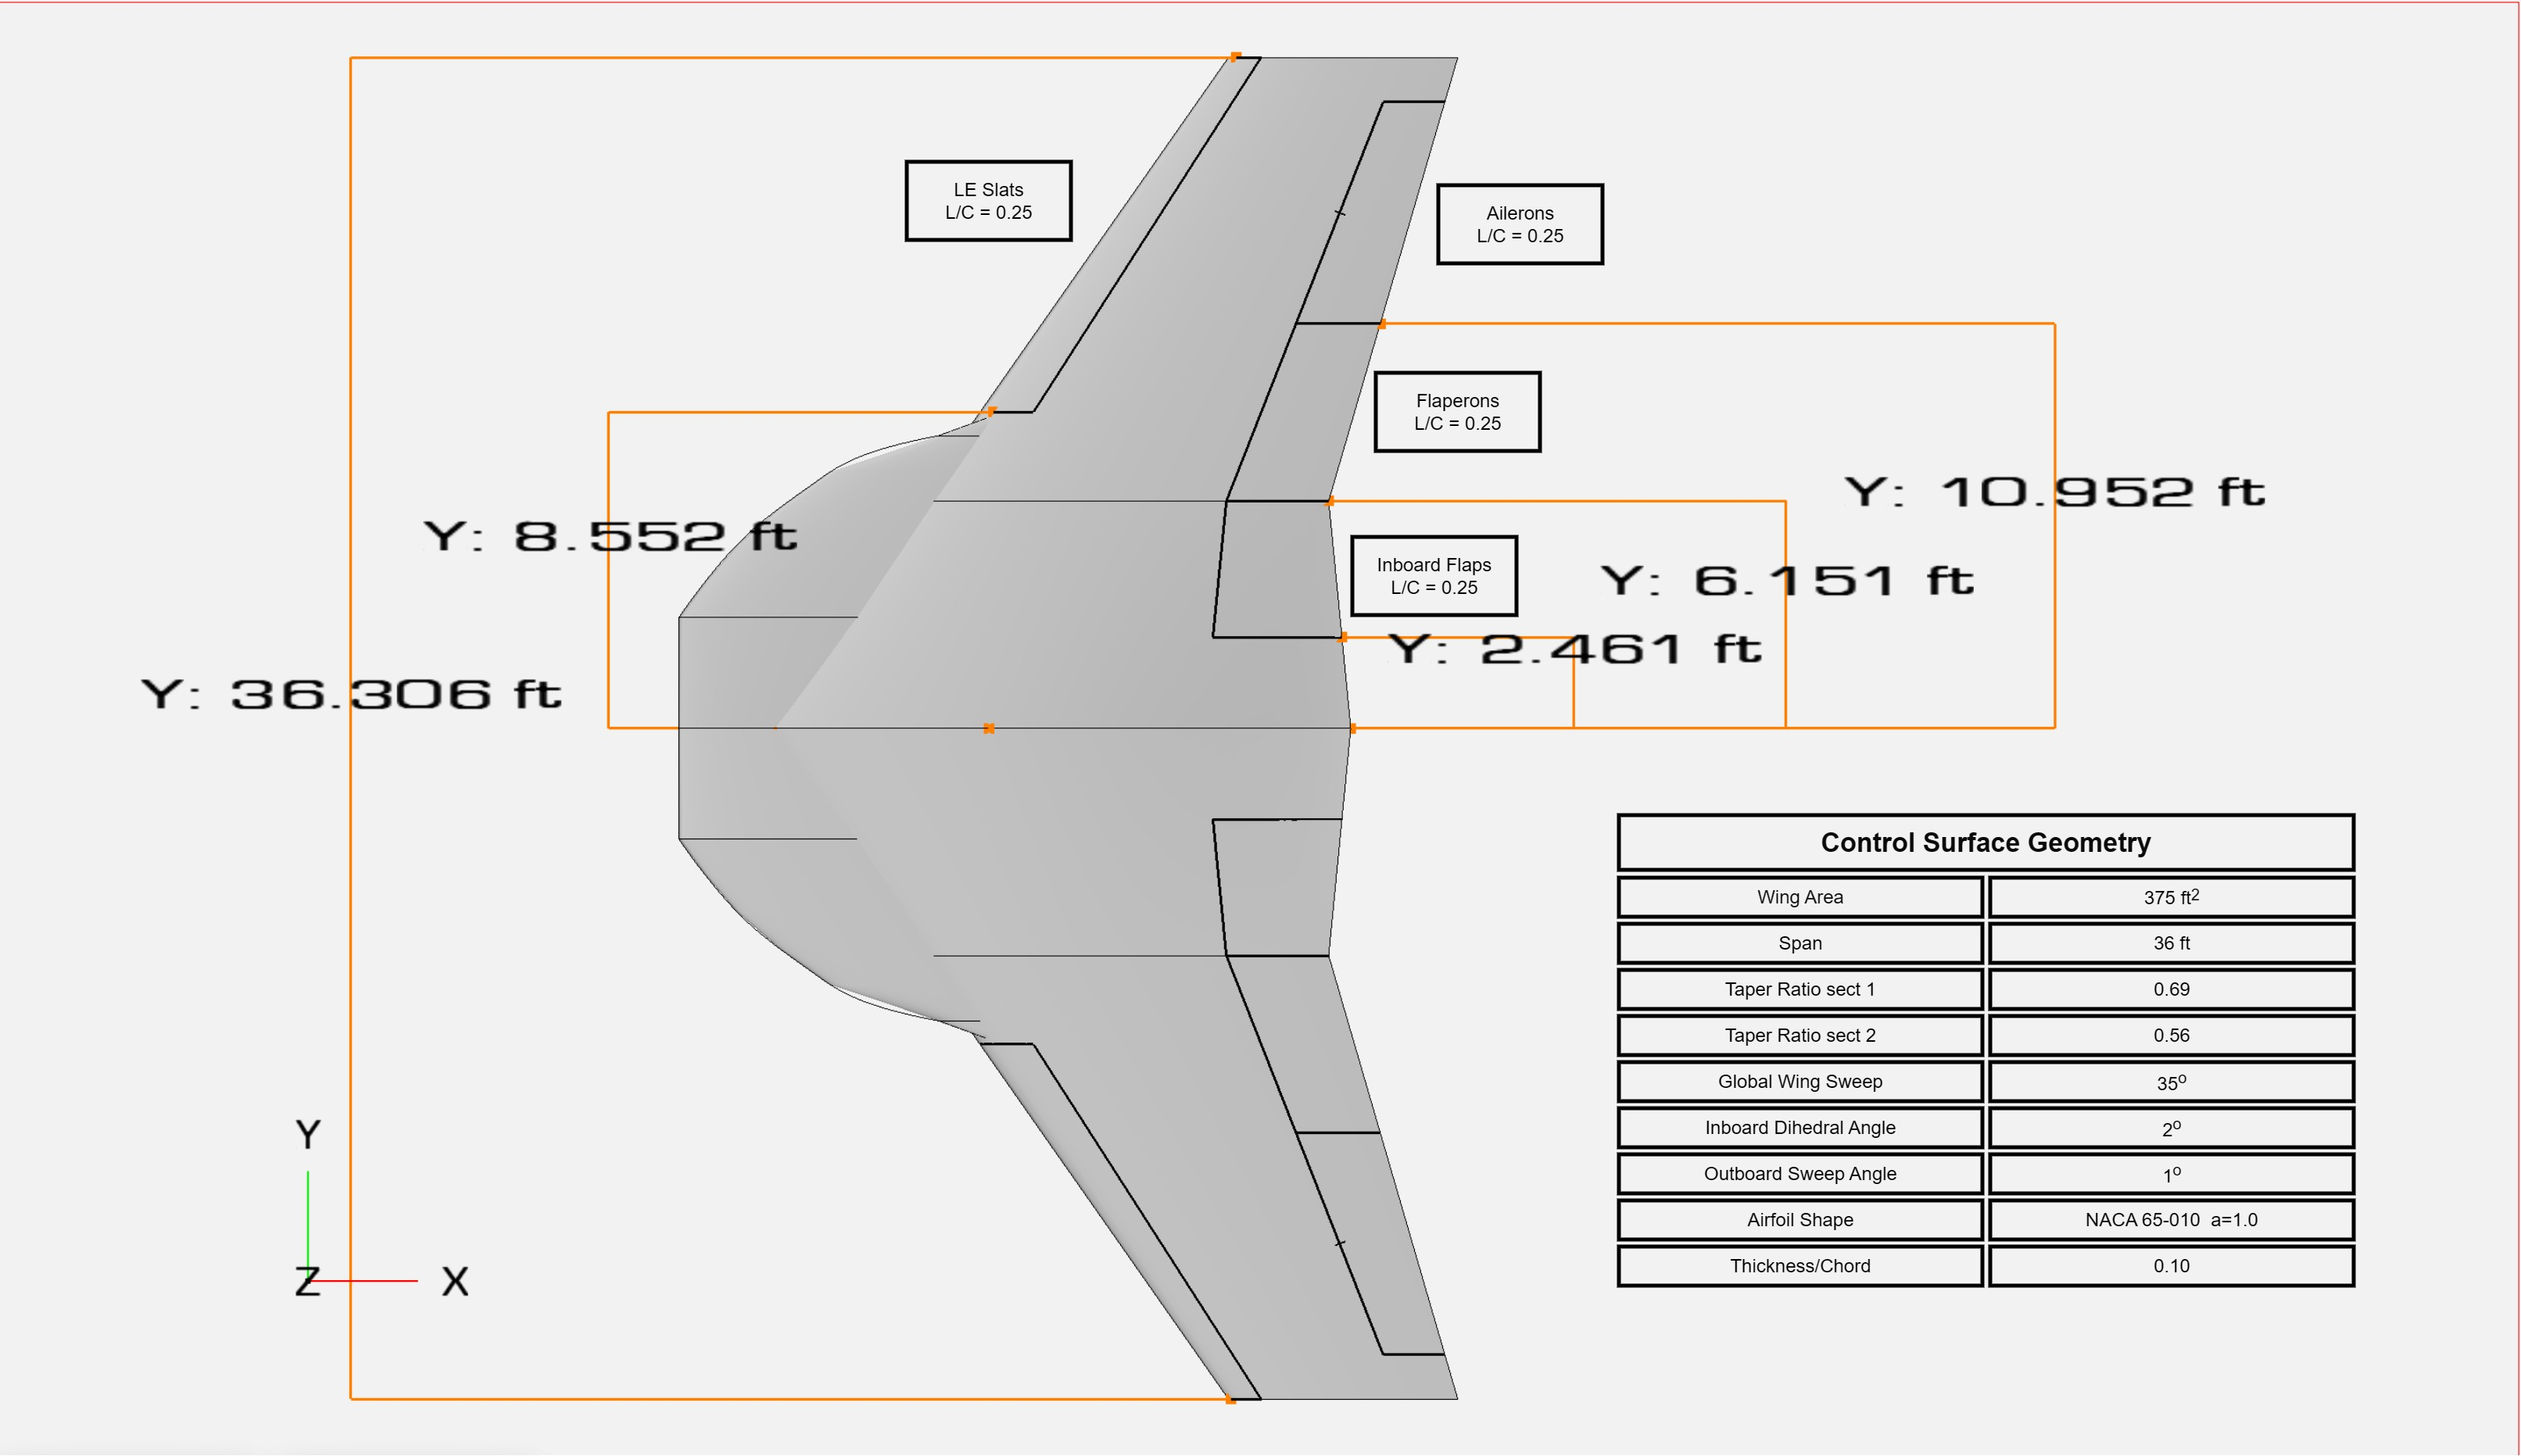 LE Slats
L/C = 0.25
Ailerons
L/C = 0.25
Flaperons
L/C = 0.25
Y: 10.952 ft
Y: 8.552 ft
Inboard Flaps
L/C = 0.25
Y: 6.151 ft
Y: 2.461 ft
Y: 36.306 ft
Control Surface Geometry
Wing Area 375 ft²
Span 36 ft
Taper Ratio sect 1 0.69
Taper Ratio sect 2 0.56
Global Wing Sweep 35º
Inboard Dihedral Angle 2º
Outboard Sweep Angle 1º
Airfoil Shape NACA 65-010 a=1.0
Thickness/Chord 0.10
Y
Z X